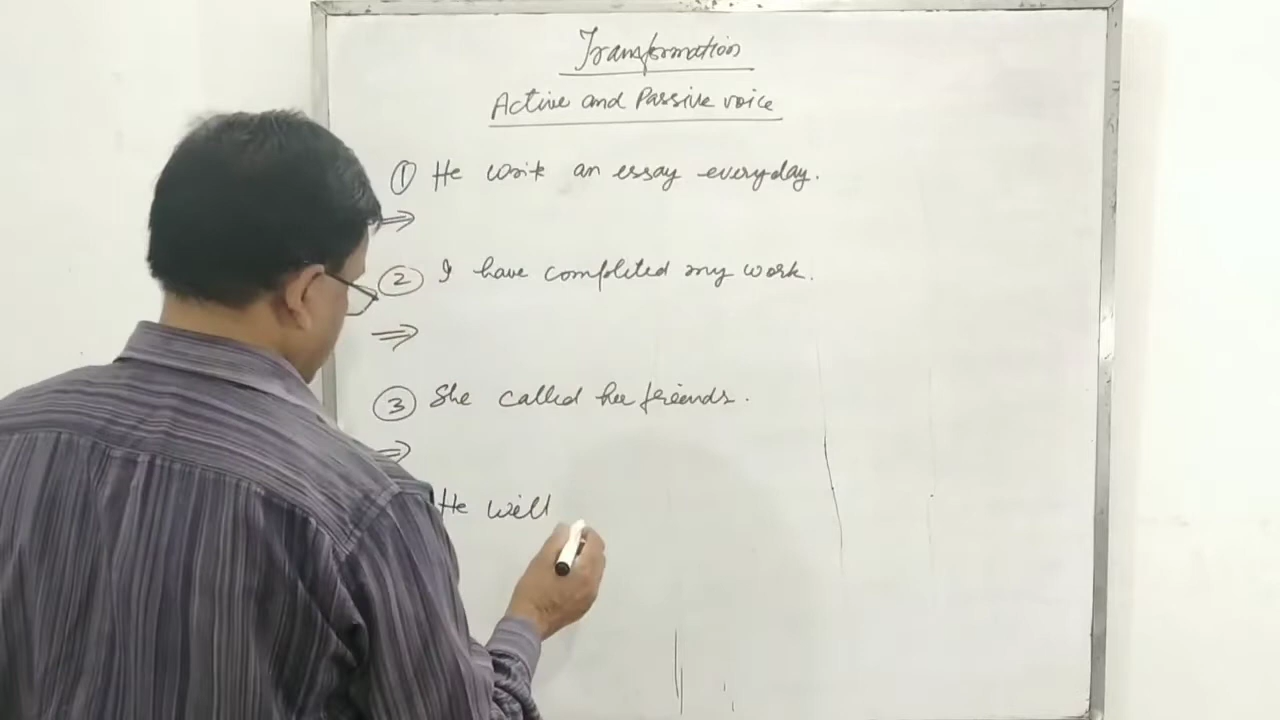 Transformation
Active and Passive voice
① He write an essay everyday.
⇒
② I have completed my work.
⇒
③ She called her friends.
⇒
He will